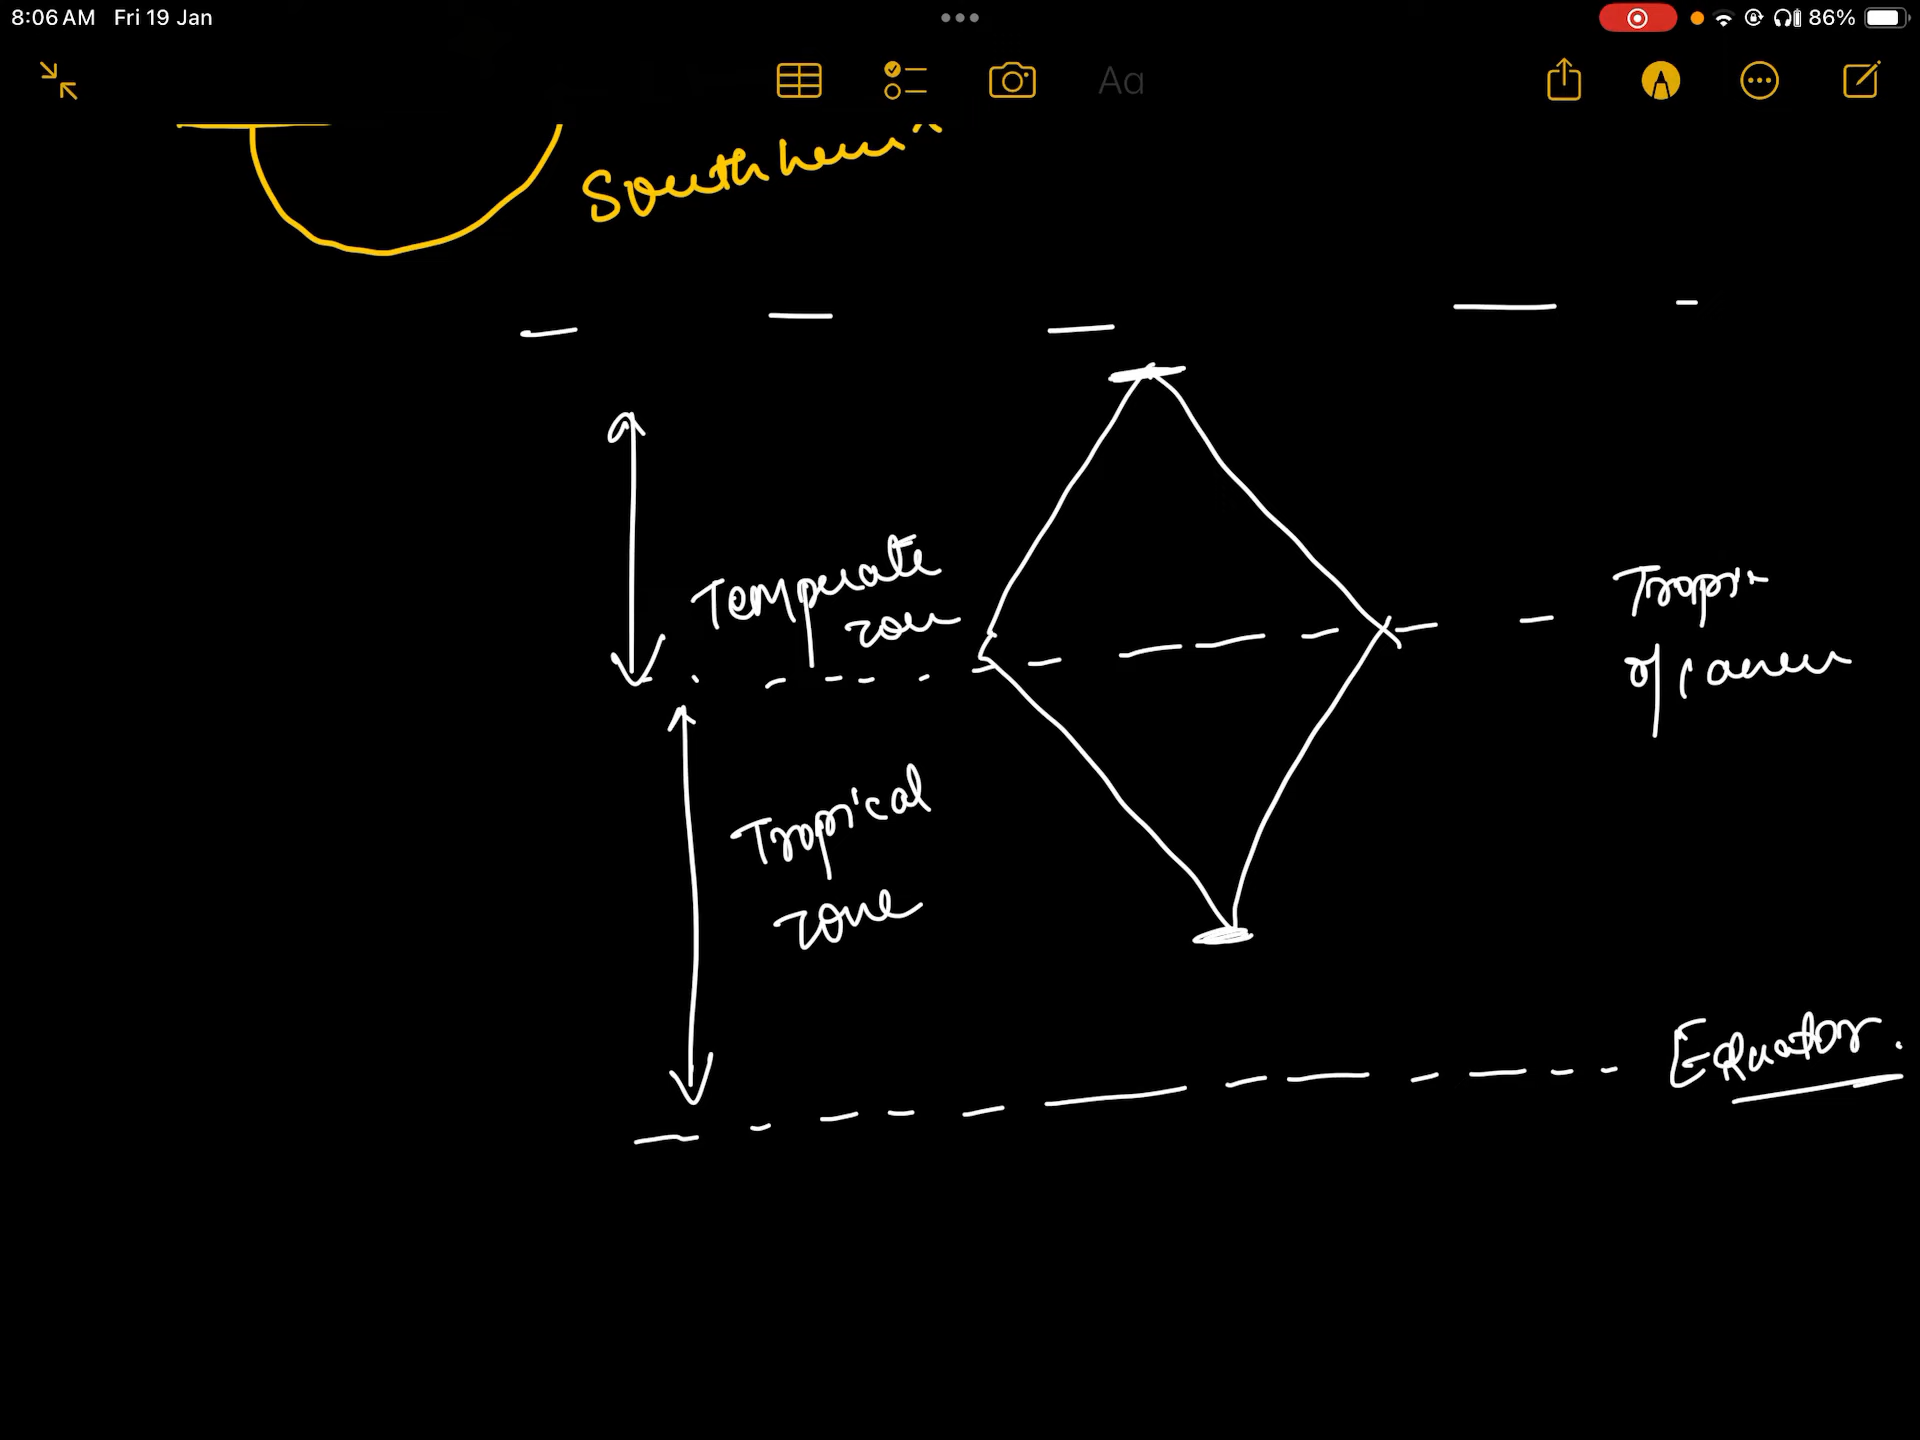 8:06 AM Fri 19 Jan
86%
Aa
South hemi
Temperate
zone
Tropic
of cancer
Tropical
zone
Equator.